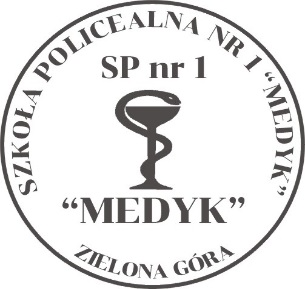 SZKOŁA POLICEALNA NR 1 “MEDYK”
SP nr 1
“MEDYK”
ZIELONA GÓRA